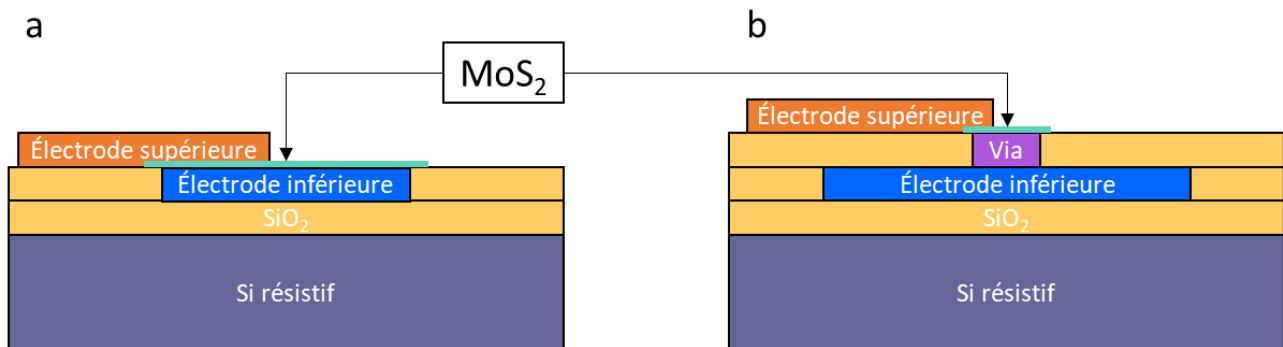 a
b
MoS₂
Électrode supérieure
Électrode supérieure
Via
Électrode inférieure
Électrode inférieure
SiO₂
SiO₂
Si résistif
Si résistif